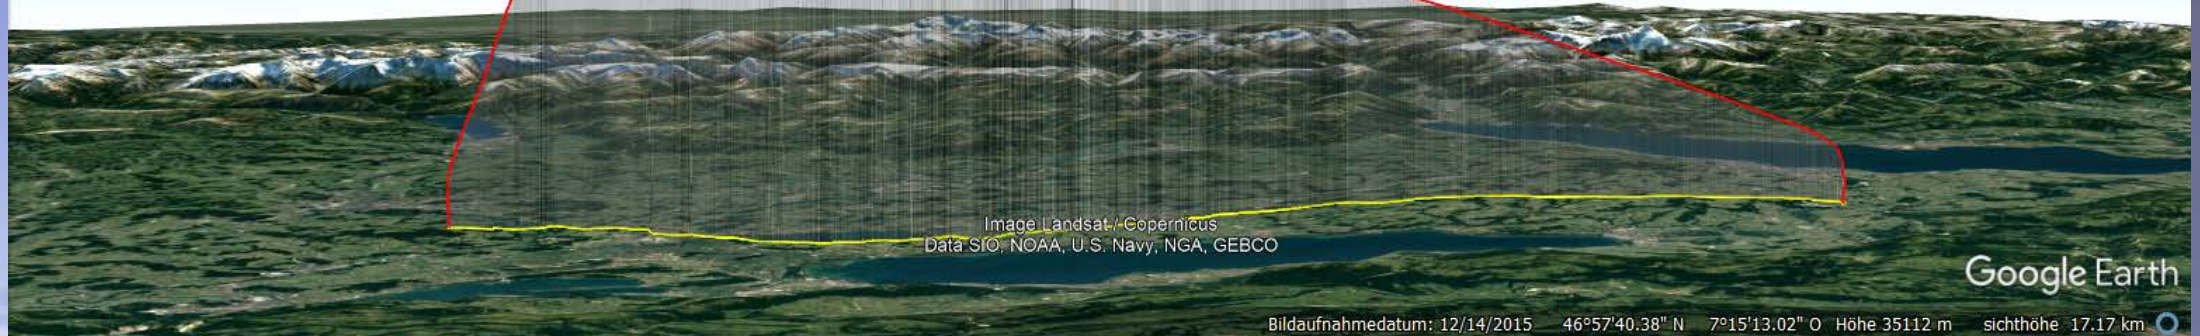 Image Landsat / Copernicus
Data SIO, NOAA, U.S. Navy, NGA, GEBCO
Google Earth
Bildaufnahmedatum: 12/14/2015 46°57'40.38" N 7°15'13.02" O Höhe 35112 m sichthöhe 17.17 km